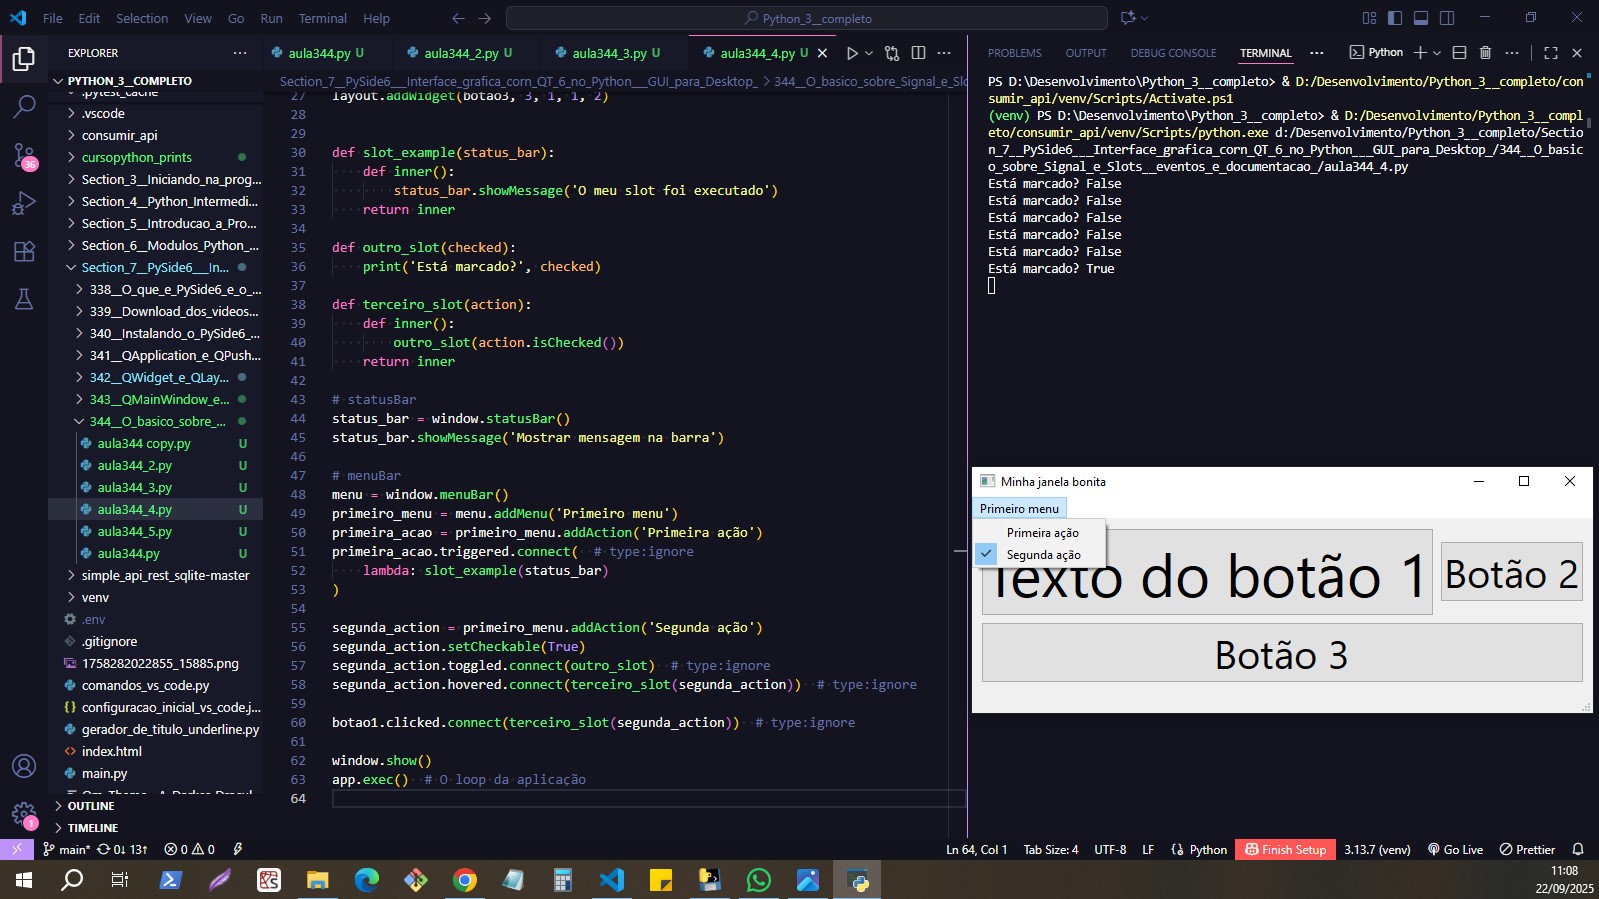 File Edit Selection View Go Run Terminal Help
Python_3__completo
EXPLORER
PYTHON_3__COMPLETO
.pytest_cache
.vscode
consumir_api
cursopython_prints
Section_3__Iniciando_na_prog...
Section_4__Python_Intermedi...
Section_5__Introducao_a_Pro...
Section_6__Modulos_Python_...
Section_7__PySide6___In...
338__O_que_e_PySide6_e_o_...
339__Download_dos_videos...
340__Instalando_o_PySide6_...
341__QApplication_e_QPush...
342__QWidget_e_QLay...
343__QMainWindow_e...
344__O_basico_sobre_...
aula344 copy.py U
aula344_2.py U
aula344_3.py U
aula344_4.py U
aula344_5.py U
aula344.py U
simple_api_rest_sqlite-master
venv
.env
.gitignore
1758282022855_15885.png
comandos_vs_code.py
configuracao_inicial_vs_code.j...
gerador_de_titulo_underline.py
index.html
main.py
OUTLINE
TIMELINE
36
1
aula344.py U aula344_2.py U aula344_3.py U aula344_4.py U
Section_7__PySide6___Interface_grafica_corn_QT_6_no_Python___GUI_para_Desktop_ > 344__O_basico_sobre_Signal_e_Slo
27 layout.addWidget(botao3, 3, 1, 1, 2)
28
29
30 def slot_example(status_bar):
31 def inner():
32 status_bar.showMessage('O meu slot foi executado')
33 return inner
34
35 def outro_slot(checked):
36 print('Está marcado?', checked)
37
38 def terceiro_slot(action):
39 def inner():
40 outro_slot(action.isChecked())
41 return inner
42
43 # statusBar
44 status_bar = window.statusBar()
45 status_bar.showMessage('Mostrar mensagem na barra')
46
47 # menuBar
48 menu = window.menuBar()
49 primeiro_menu = menu.addMenu('Primeiro menu')
50 primeira_acao = primeiro_menu.addAction('Primeira ação')
51 primeira_acao.triggered.connect( # type:ignore
52 lambda: slot_example(status_bar)
53 )
54
55 segunda_action = primeiro_menu.addAction('Segunda ação')
56 segunda_action.setCheckable(True)
57 segunda_action.toggled.connect(outro_slot) # type:ignore
58 segunda_action.hovered.connect(terceiro_slot(segunda_action)) # type:ignore
59
60 botao1.clicked.connect(terceiro_slot(segunda_action)) # type:ignore
61
62 window.show()
63 app.exec() # O loop da aplicação
64
PROBLEMS OUTPUT DEBUG CONSOLE TERMINAL Python
PS D:\Desenvolvimento\Python_3__completo> & D:/Desenvolvimento/Python_3__completo/con
sumir_api/venv/Scripts/Activate.ps1
(venv) PS D:\Desenvolvimento\Python_3__completo> & D:/Desenvolvimento/Python_3__compl
eto/consumir_api/venv/Scripts/python.exe d:/Desenvolvimento/Python_3__completo/Sectio
n_7__PySide6___Interface_grafica_corn_QT_6_no_Python___GUI_para_Desktop_/344__O_basic
o_sobre_Signal_e_Slots__eventos_e_documentacao_/aula344_4.py
Está marcado? False
Está marcado? False
Está marcado? False
Está marcado? False
Está marcado? False
Está marcado? True
Minha janela bonita
Primeiro menu
Primeira ação
Segunda ação
Texto do botão 1
Botão 2
Botão 3
main* 0↓ 13↑ 0 0
Ln 64, Col 1 Tab Size: 4 UTF-8 LF Python Finish Setup 3.13.7 (venv) Go Live Prettier
11:08
22/09/2025